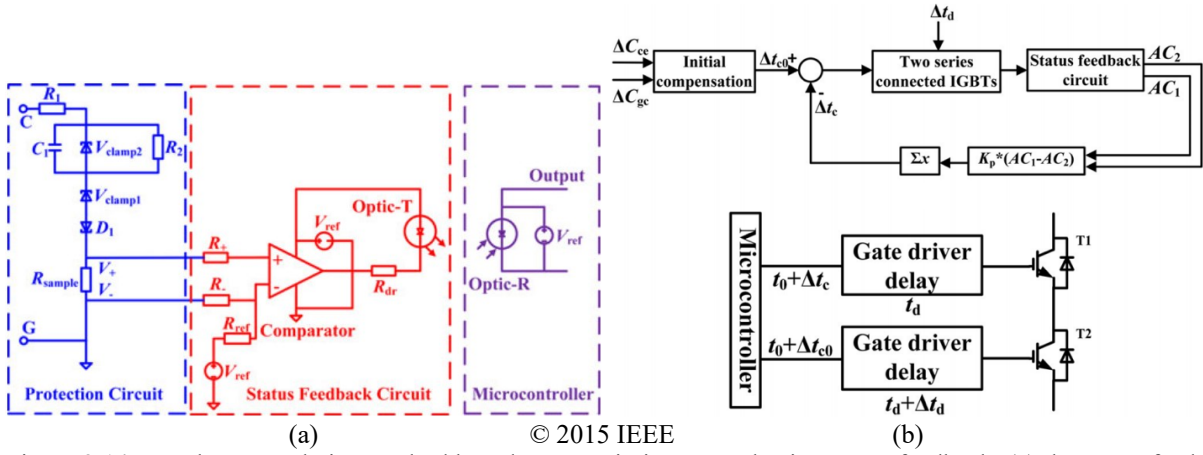 R1
C
C1
Vclamp2
R2
Vclamp1
D1
V+
Rsample
V-
G
Protection Circuit
R+
R-
Rref
Vref
+
-
Comparator
Vref
Rdr
Optic-T
Status Feedback Circuit
Output
Vref
Optic-R
Microcontroller
(a)
© 2015 IEEE
ΔCce
ΔCgc
Initial
compensation
Δtc0
+
-
Δtc
Δtd
Two series
connected IGBTs
Status feedback
circuit
AC2
AC1
Σx
Kp*(AC1-AC2)
Microcontroller
t0+Δtc
Gate driver
delay
td
T1
t0+Δtc0
Gate driver
delay
td+Δtd
T2
(b)